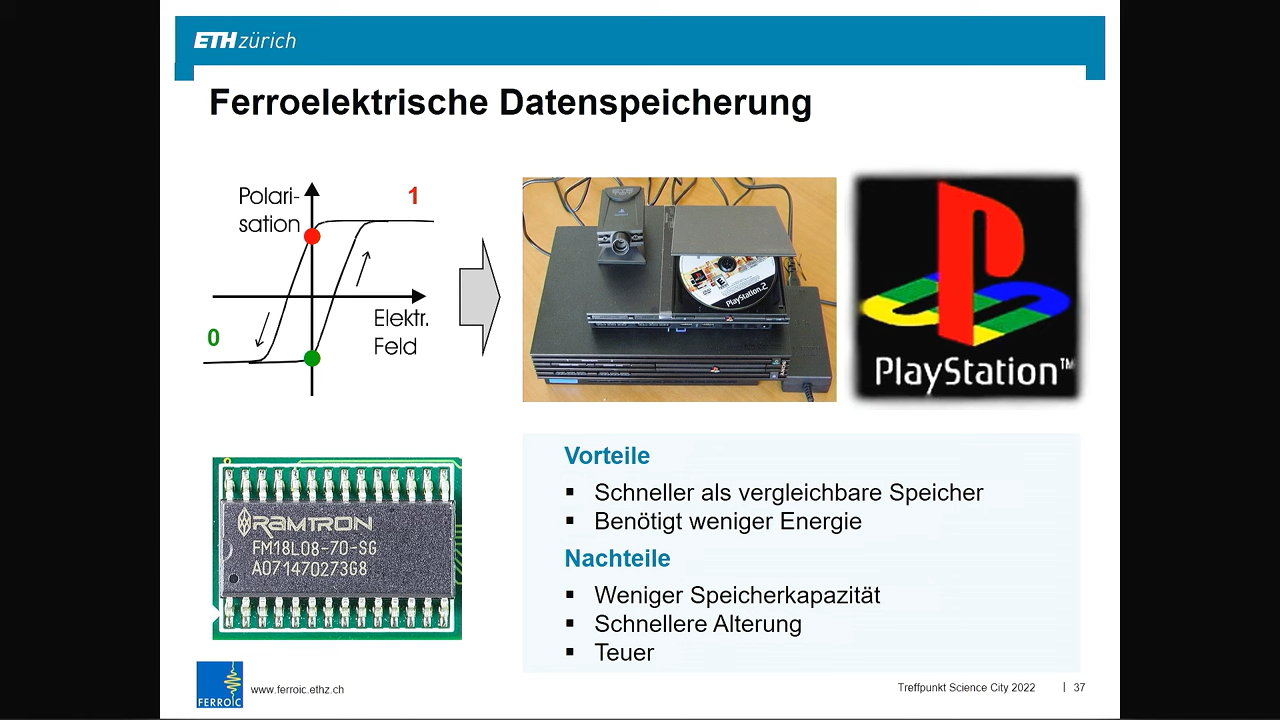 ETH zürich
Ferroelektrische Datenspeicherung
Polari-
sation
1
0
Elektr.
Feld
PlayStation.2
PlayStation™
RAMTRON
FM18L08-70-SG
A07147027368
Vorteile
▪ Schneller als vergleichbare Speicher
▪ Benötigt weniger Energie
Nachteile
▪ Weniger Speicherkapazität
▪ Schnellere Alterung
▪ Teuer
FERROIC
www.ferroic.ethz.ch
Treffpunkt Science City 2022 | 37